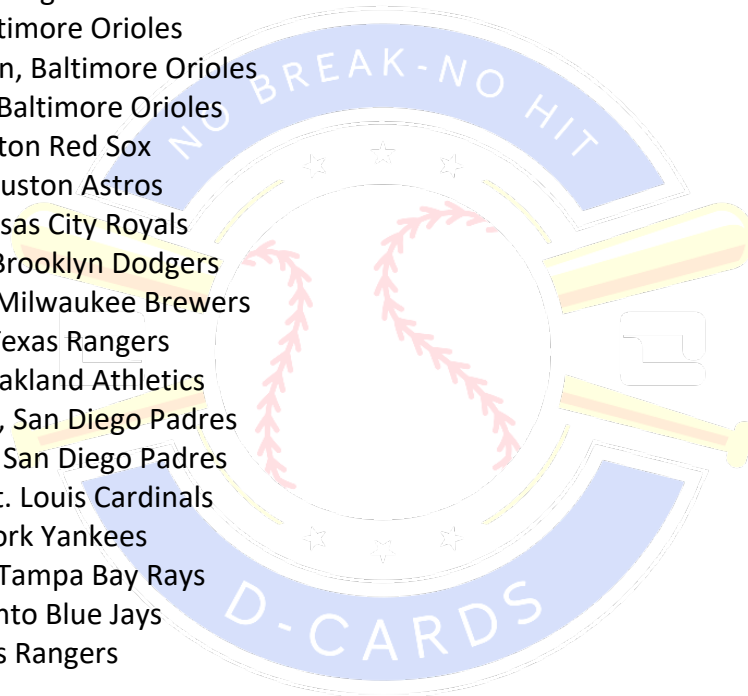 timore Orioles
n, Baltimore Orioles
Baltimore Orioles
ton Red Sox
uston Astros
sas City Royals
Brooklyn Dodgers
Milwaukee Brewers
exas Rangers
akland Athletics
, San Diego Padres
San Diego Padres
t. Louis Cardinals
ork Yankees
Tampa Bay Rays
nto Blue Jays
s Rangers
NO BREAK-NO HIT
D-CARDS